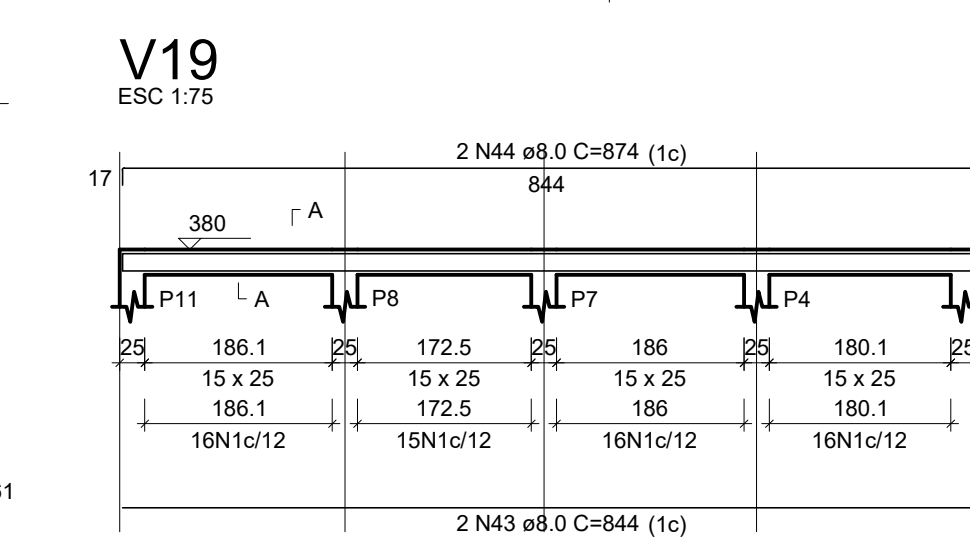 V19
ESC 1:75
2 N44 ø8.0 C=874 (1c)
17
844
A
380
P11
A
P8
P7
P4
25 186.1 25 172.5 25 186 25 180.1 25
15 x 25 15 x 25 15 x 25 15 x 25
186.1 172.5 186 180.1
16N1c/12 15N1c/12 16N1c/12 16N1c/12
61
2 N43 ø8.0 C=844 (1c)